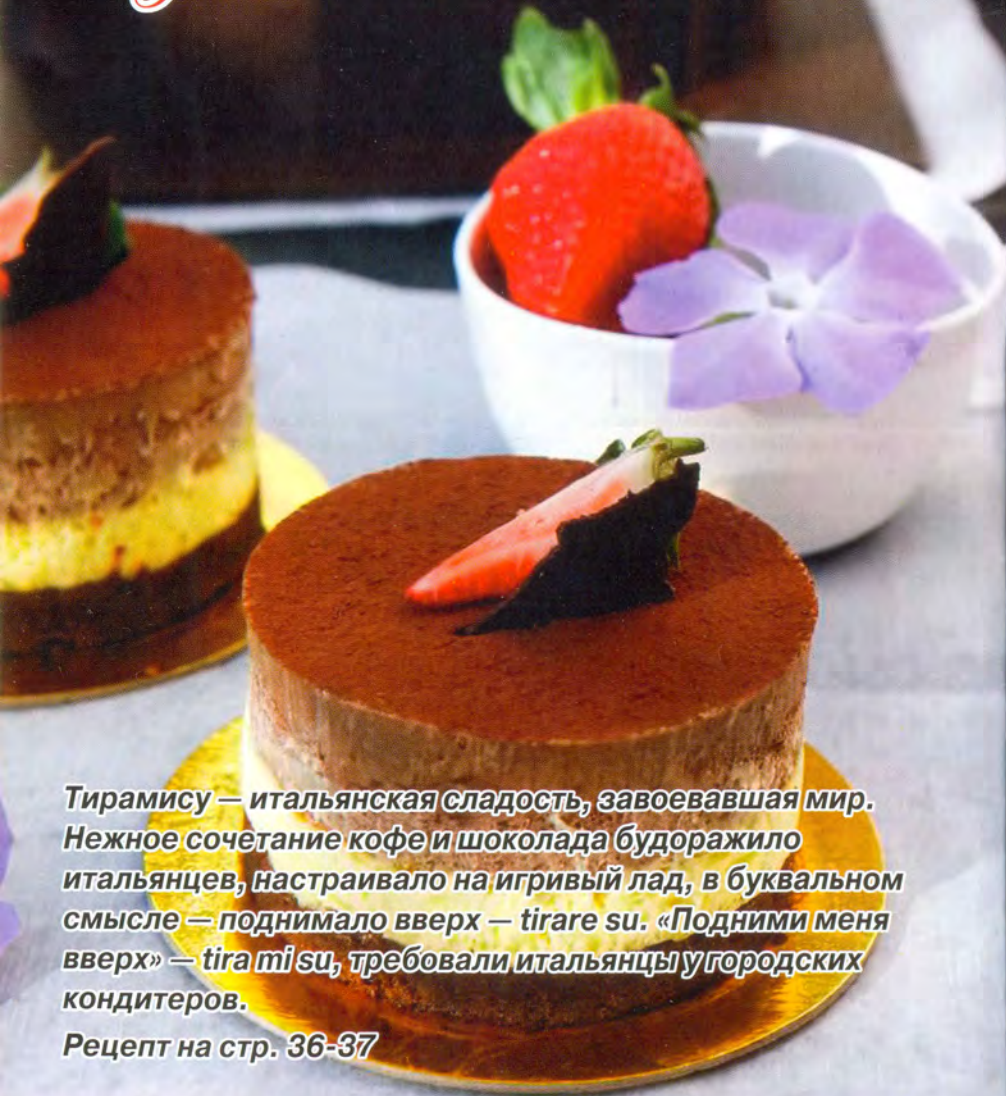 Тирамису — итальянская сладость, завоевавшая мир.
Нежное сочетание кофе и шоколада будоражило
итальянцев, настраивало на игривый лад, в буквальном
смысле — поднимало вверх — tirare su. «Подними меня
вверх» — tira mi su, требовали итальянцы у городских
кондитеров.
Рецепт на стр. 36-37